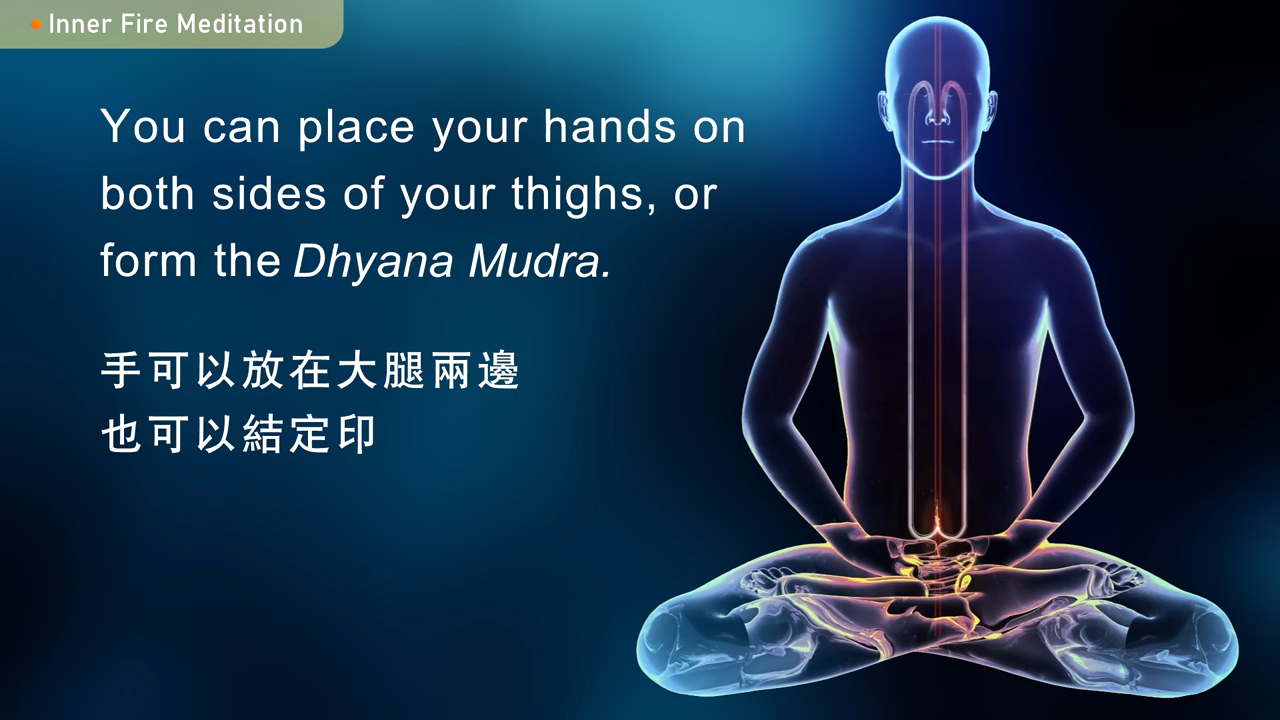 Inner Fire Meditation
You can place your hands on
both sides of your thighs, or
form the Dhyana Mudra.
手可以放在大腿兩邊
也可以結定印